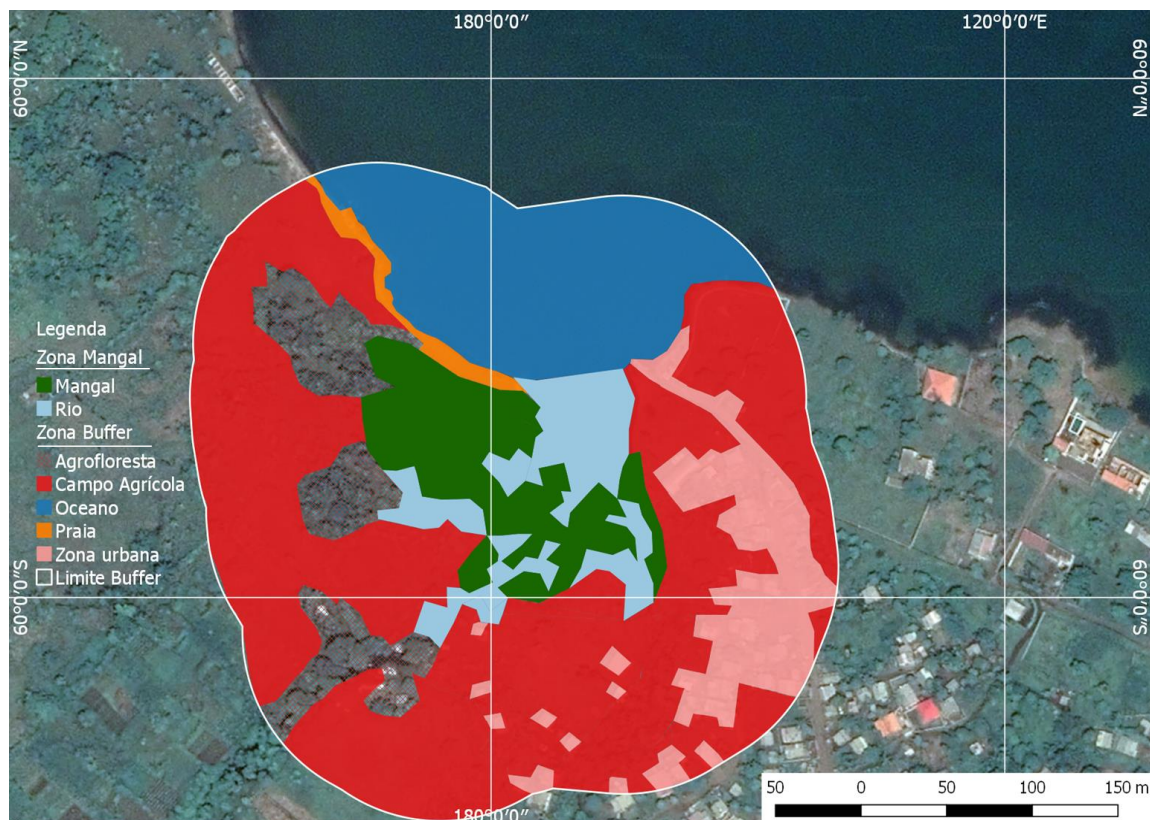 180°0′0″
120°0′0″E
60°0′0″N
60°0′0″N
Legenda
Zona Mangal
Mangal
Rio
Zona Buffer
Agrofloresta
Campo Agrícola
Oceano
Praia
Zona urbana
Limite Buffer
60°0′0″S
60°0′0″S
180°0′0″
50 0 50 100 150 m